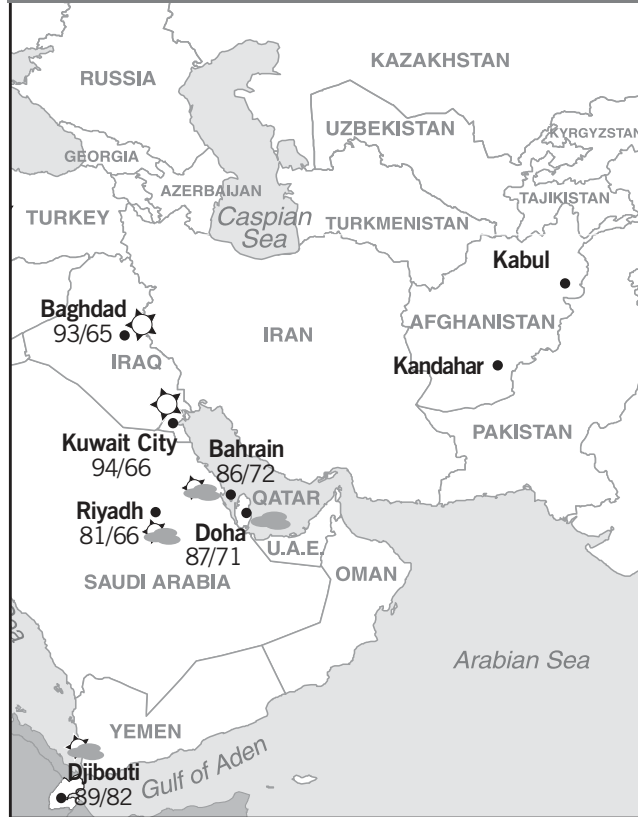 KAZAKHSTAN
RUSSIA
UZBEKISTAN
KYRGYZSTAN
GEORGIA
AZERBAIJAN
TAJIKISTAN
TURKEY
Caspian
Sea
TURKMENISTAN
Kabul
Baghdad
93/65
IRAN
AFGHANISTAN
IRAQ
Kandahar
PAKISTAN
Kuwait City
94/66
Bahrain
86/72
QATAR
Riyadh
81/66
Doha
87/71
U.A.E.
OMAN
SAUDI ARABIA
Arabian Sea
YEMEN
Gulf of Aden
Djibouti
89/82